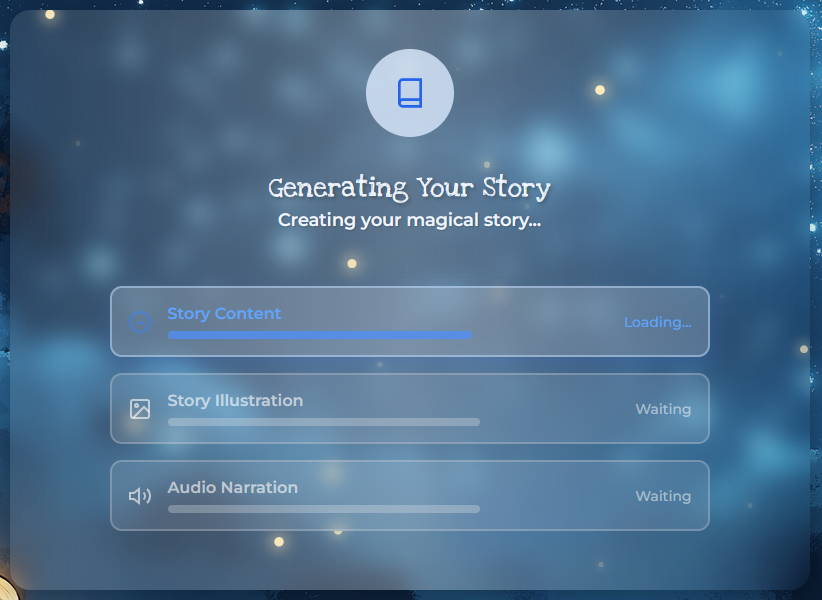 Generating Your Story
Creating your magical story...
Story Content
Loading...
Story Illustration
Waiting
Audio Narration
Waiting